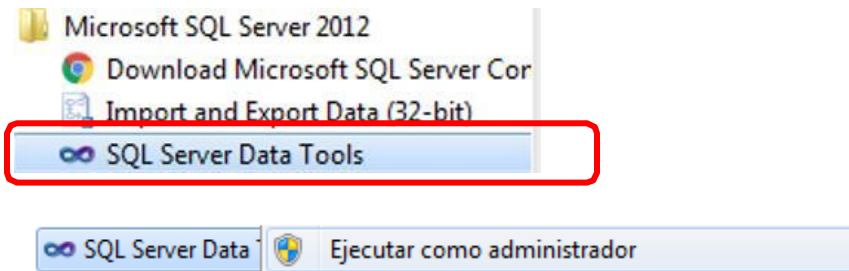 Microsoft SQL Server 2012
Download Microsoft SQL Server Con
Import and Export Data (32-bit)
SQL Server Data Tools
SQL Server Data Ejecutar como administrador